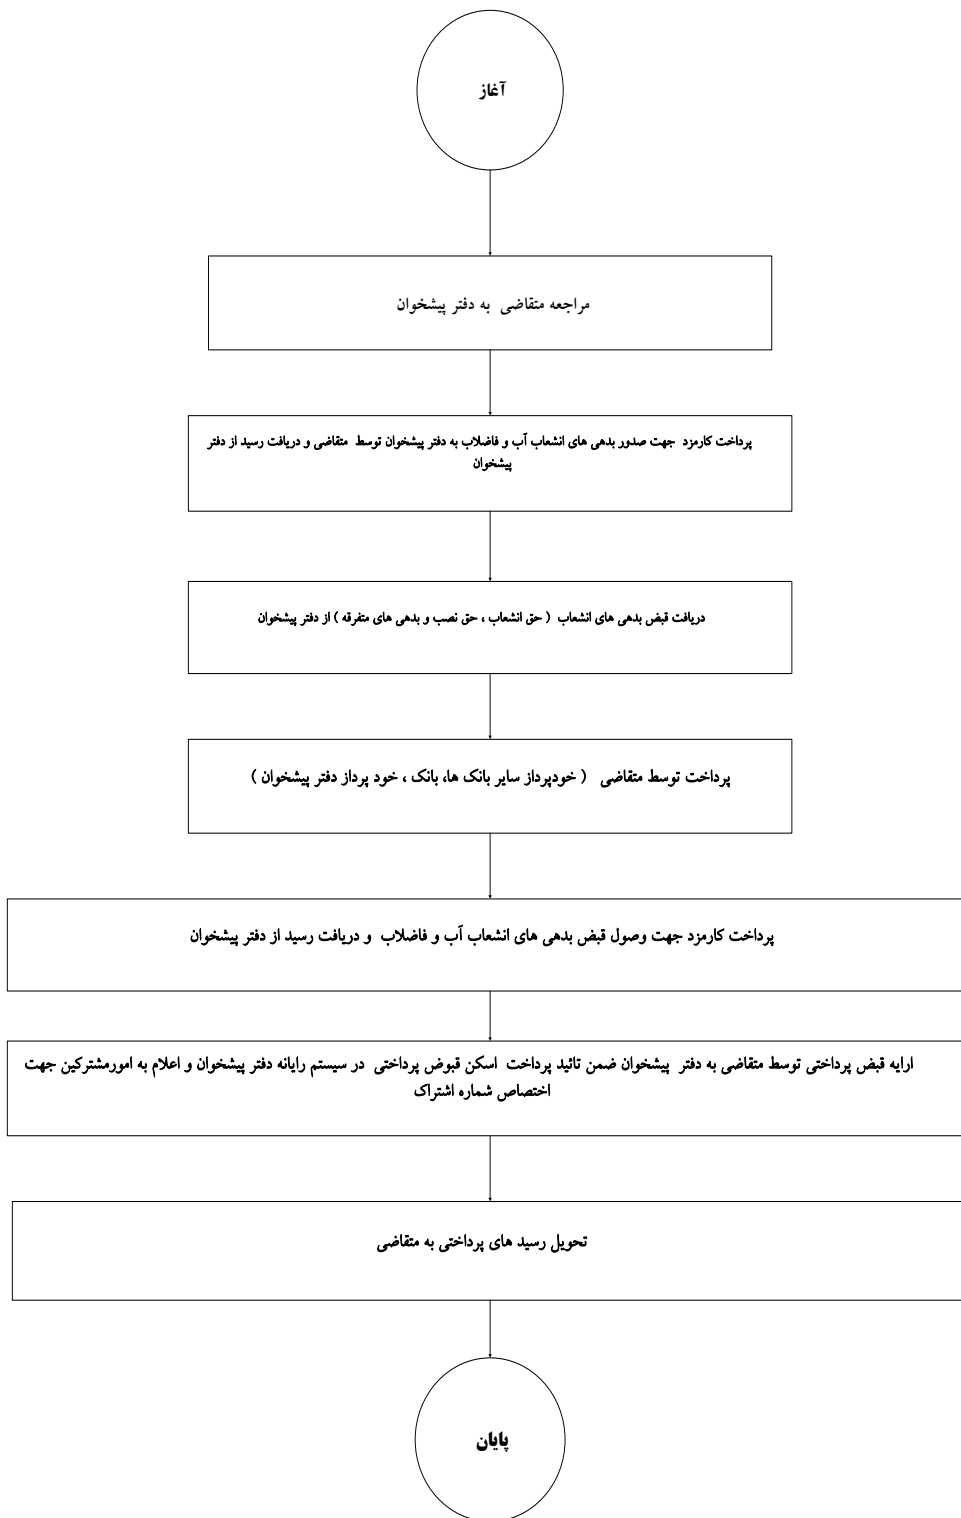 آغاز
مراجعه متقاضی به دفتر پیشخوان
پرداخت کارمزد جهت صدور بدهی های انشعاب آب و فاضلاب به دفتر پیشخوان توسط متقاضی و دریافت رسید از دفتر
پیشخوان
دریافت قبض بدهی های انشعاب ( حق انشعاب ، حق نصب و بدهی های متفرقه ) از دفتر پیشخوان
پرداخت توسط متقاضی ( خودپرداز سایر بانک ها، بانک ، خود پرداز دفتر پیشخوان )
پرداخت کارمزد جهت وصول قبض بدهی های انشعاب آب و فاضلاب و دریافت رسید از دفتر پیشخوان
ارایه قبض پرداختی توسط متقاضی به دفتر پیشخوان ضمن تائید پرداخت اسکن قبوض پرداختی در سیستم رایانه دفتر پیشخوان و اعلام به امورمشترکین جهت
اختصاص شماره اشتراک
تحویل رسید های پرداختی به متقاضی
پایان